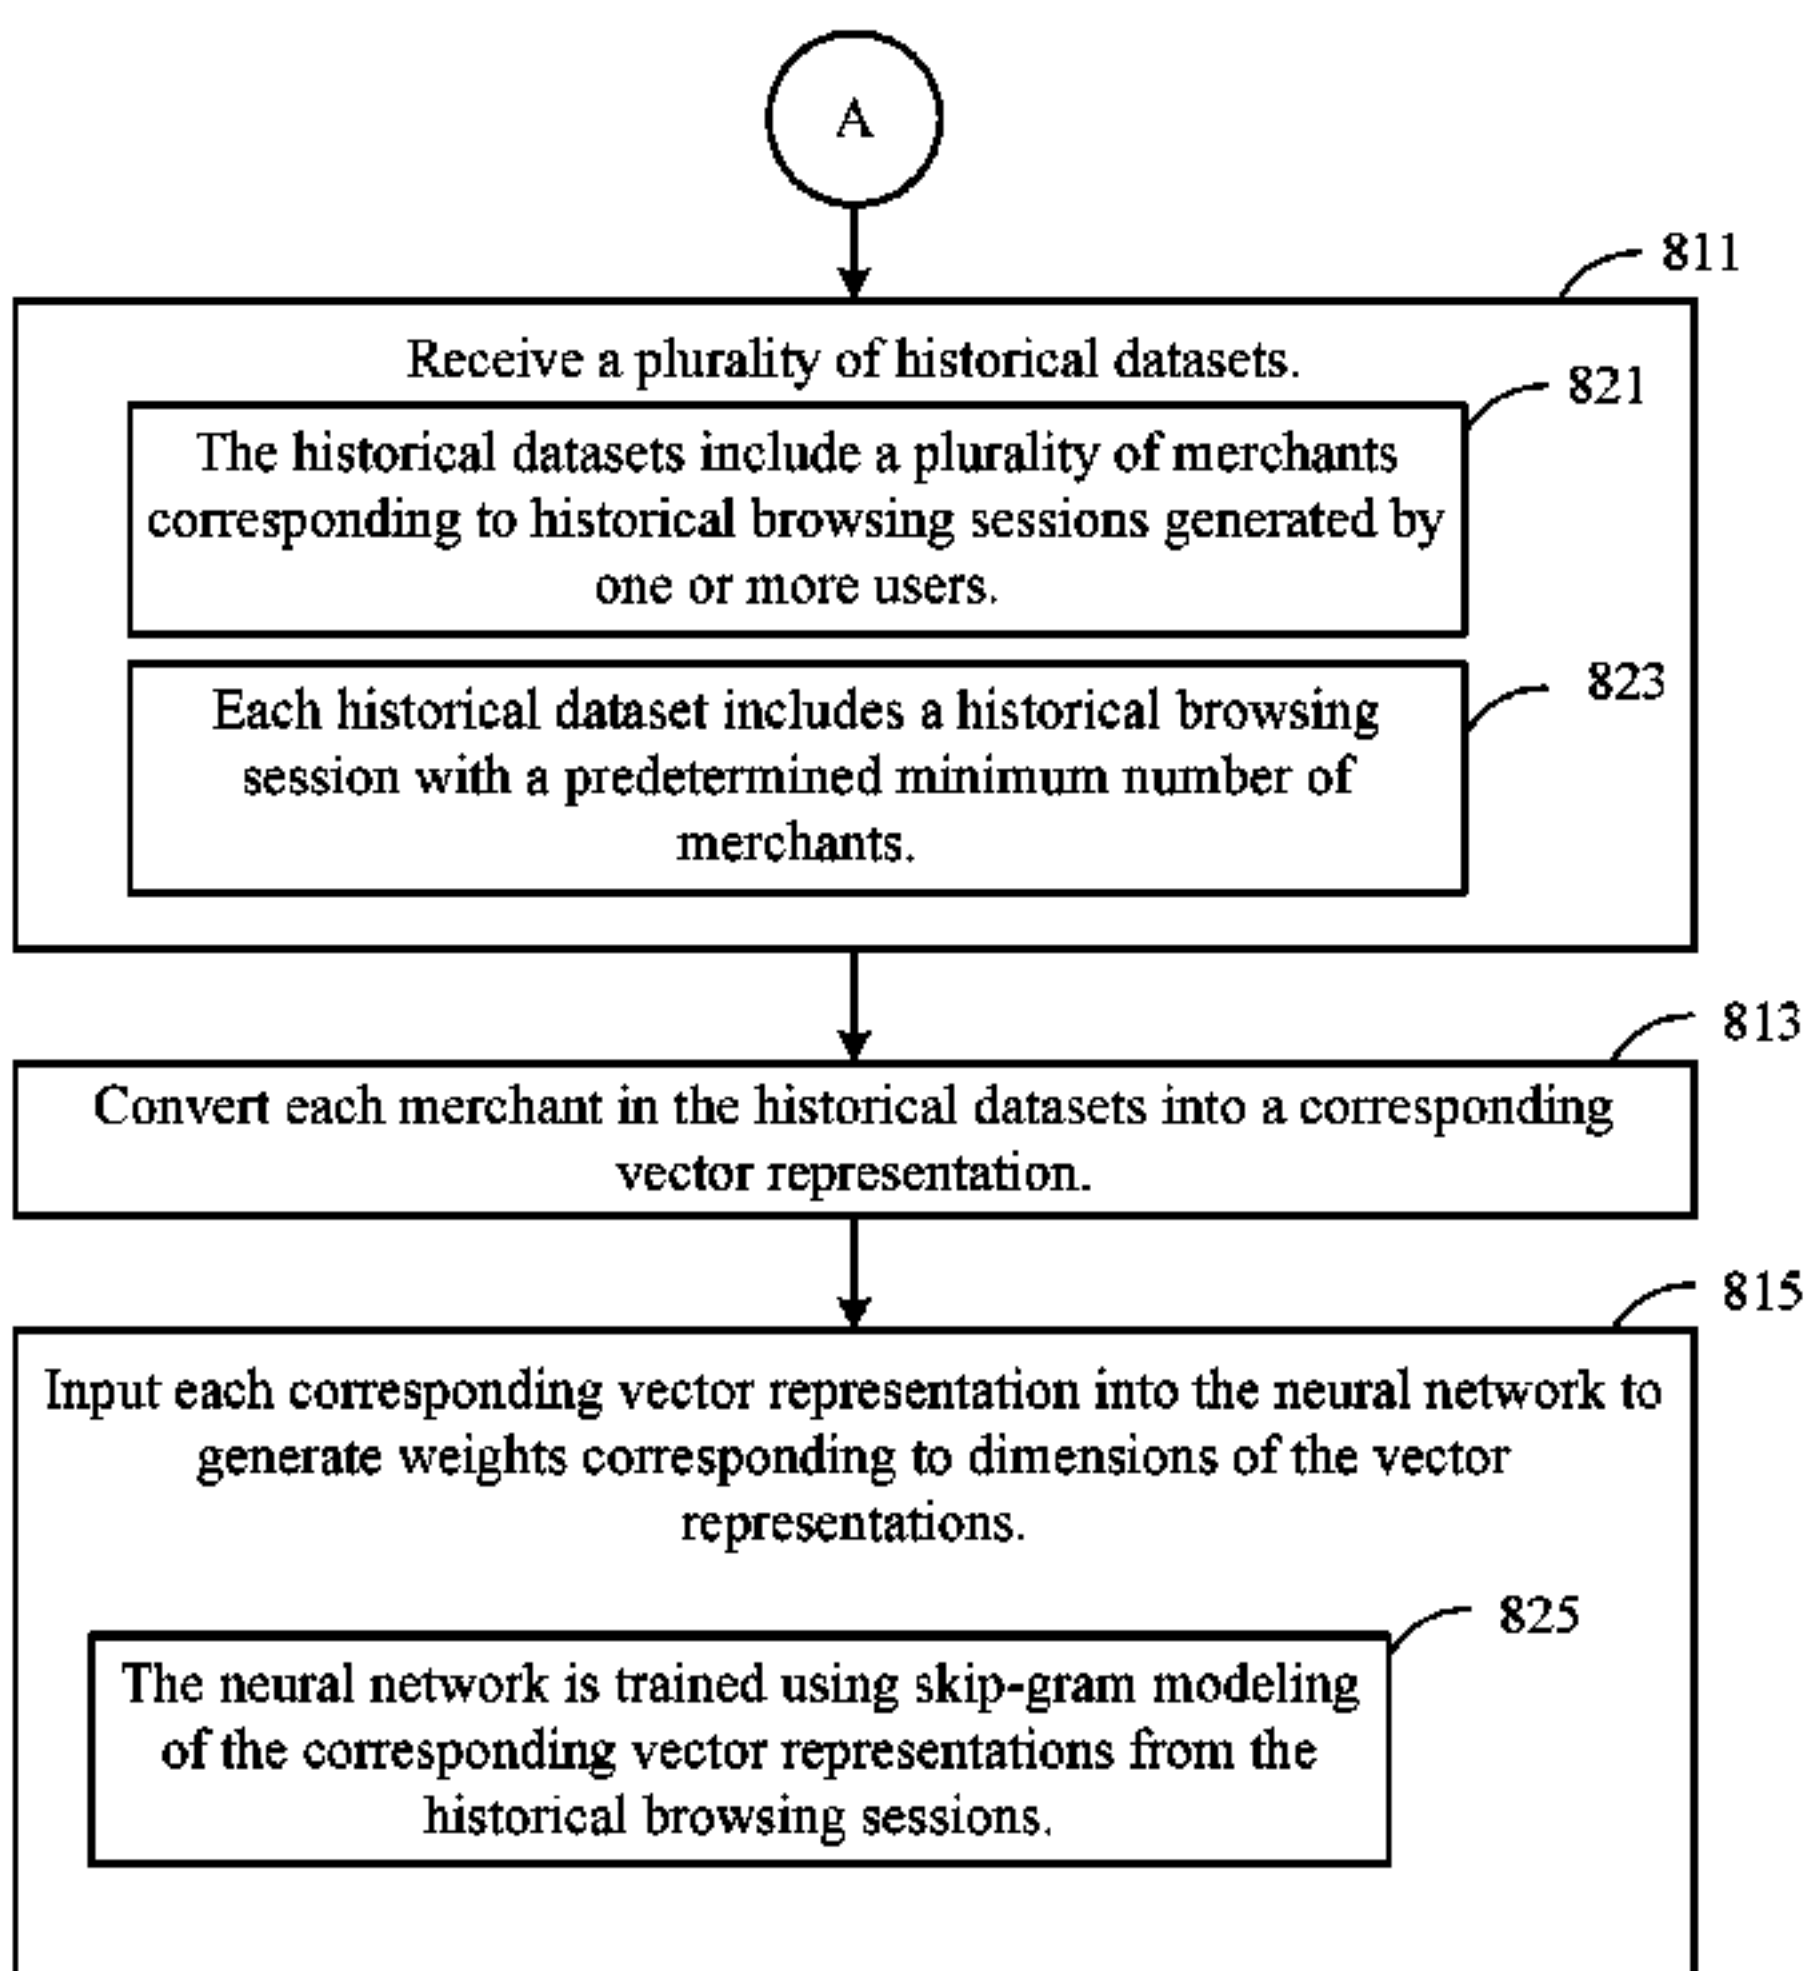 A
811
Receive a plurality of historical datasets.
821
The historical datasets include a plurality of merchants
corresponding to historical browsing sessions generated by
one or more users.
823
Each historical dataset includes a historical browsing
session with a predetermined minimum number of
merchants.
813
Convert each merchant in the historical datasets into a corresponding
vector representation.
815
Input each corresponding vector representation into the neural network to
generate weights corresponding to dimensions of the vector
representations.
825
The neural network is trained using skip-gram modeling
of the corresponding vector representations from the
historical browsing sessions.